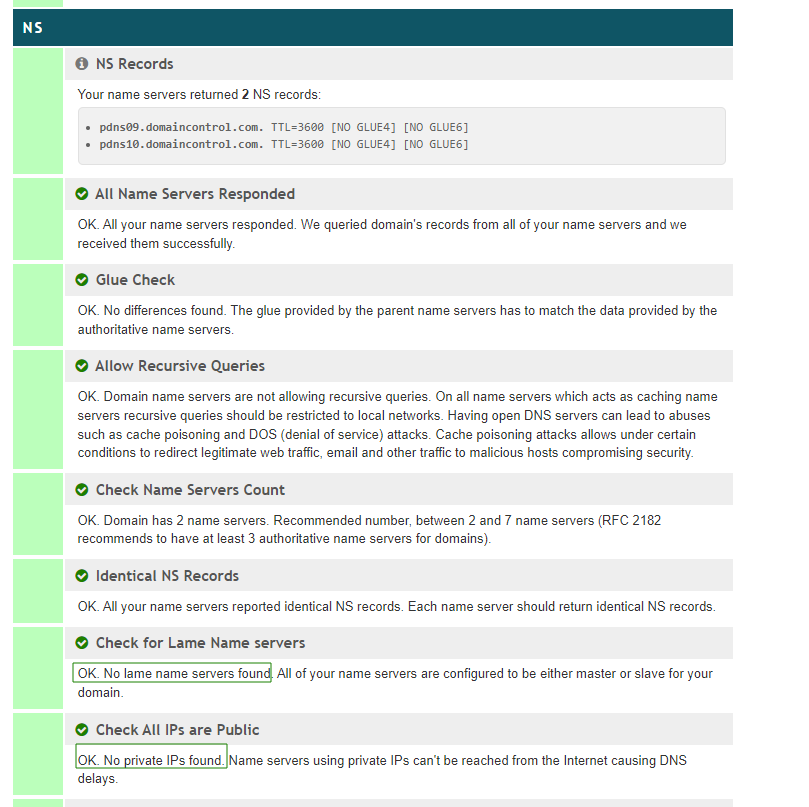 NS
NS Records
Your name servers returned 2 NS records:
pdns09.domaincontrol.com. TTL=3600 [NO GLUE4] [NO GLUE6]
pdns10.domaincontrol.com. TTL=3600 [NO GLUE4] [NO GLUE6]
All Name Servers Responded
OK. All your name servers responded. We queried domain's records from all of your name servers and we
received them successfully.
Glue Check
OK. No differences found. The glue provided by the parent name servers has to match the data provided by the
authoritative name servers.
Allow Recursive Queries
OK. Domain name servers are not allowing recursive queries. On all name servers which acts as caching name
servers recursive queries should be restricted to local networks. Having open DNS servers can lead to abuses
such as cache poisoning and DOS (denial of service) attacks. Cache poisoning attacks allows under certain
conditions to redirect legitimate web traffic, email and other traffic to malicious hosts compromising security.
Check Name Servers Count
OK. Domain has 2 name servers. Recommended number, between 2 and 7 name servers (RFC 2182
recommends to have at least 3 authoritative name servers for domains).
Identical NS Records
OK. All your name servers reported identical NS records. Each name server should return identical NS records.
Check for Lame Name servers
OK. No lame name servers found. All of your name servers are configured to be either master or slave for your
domain.
Check All IPs are Public
OK. No private IPs found. Name servers using private IPs can't be reached from the Internet causing DNS
delays.